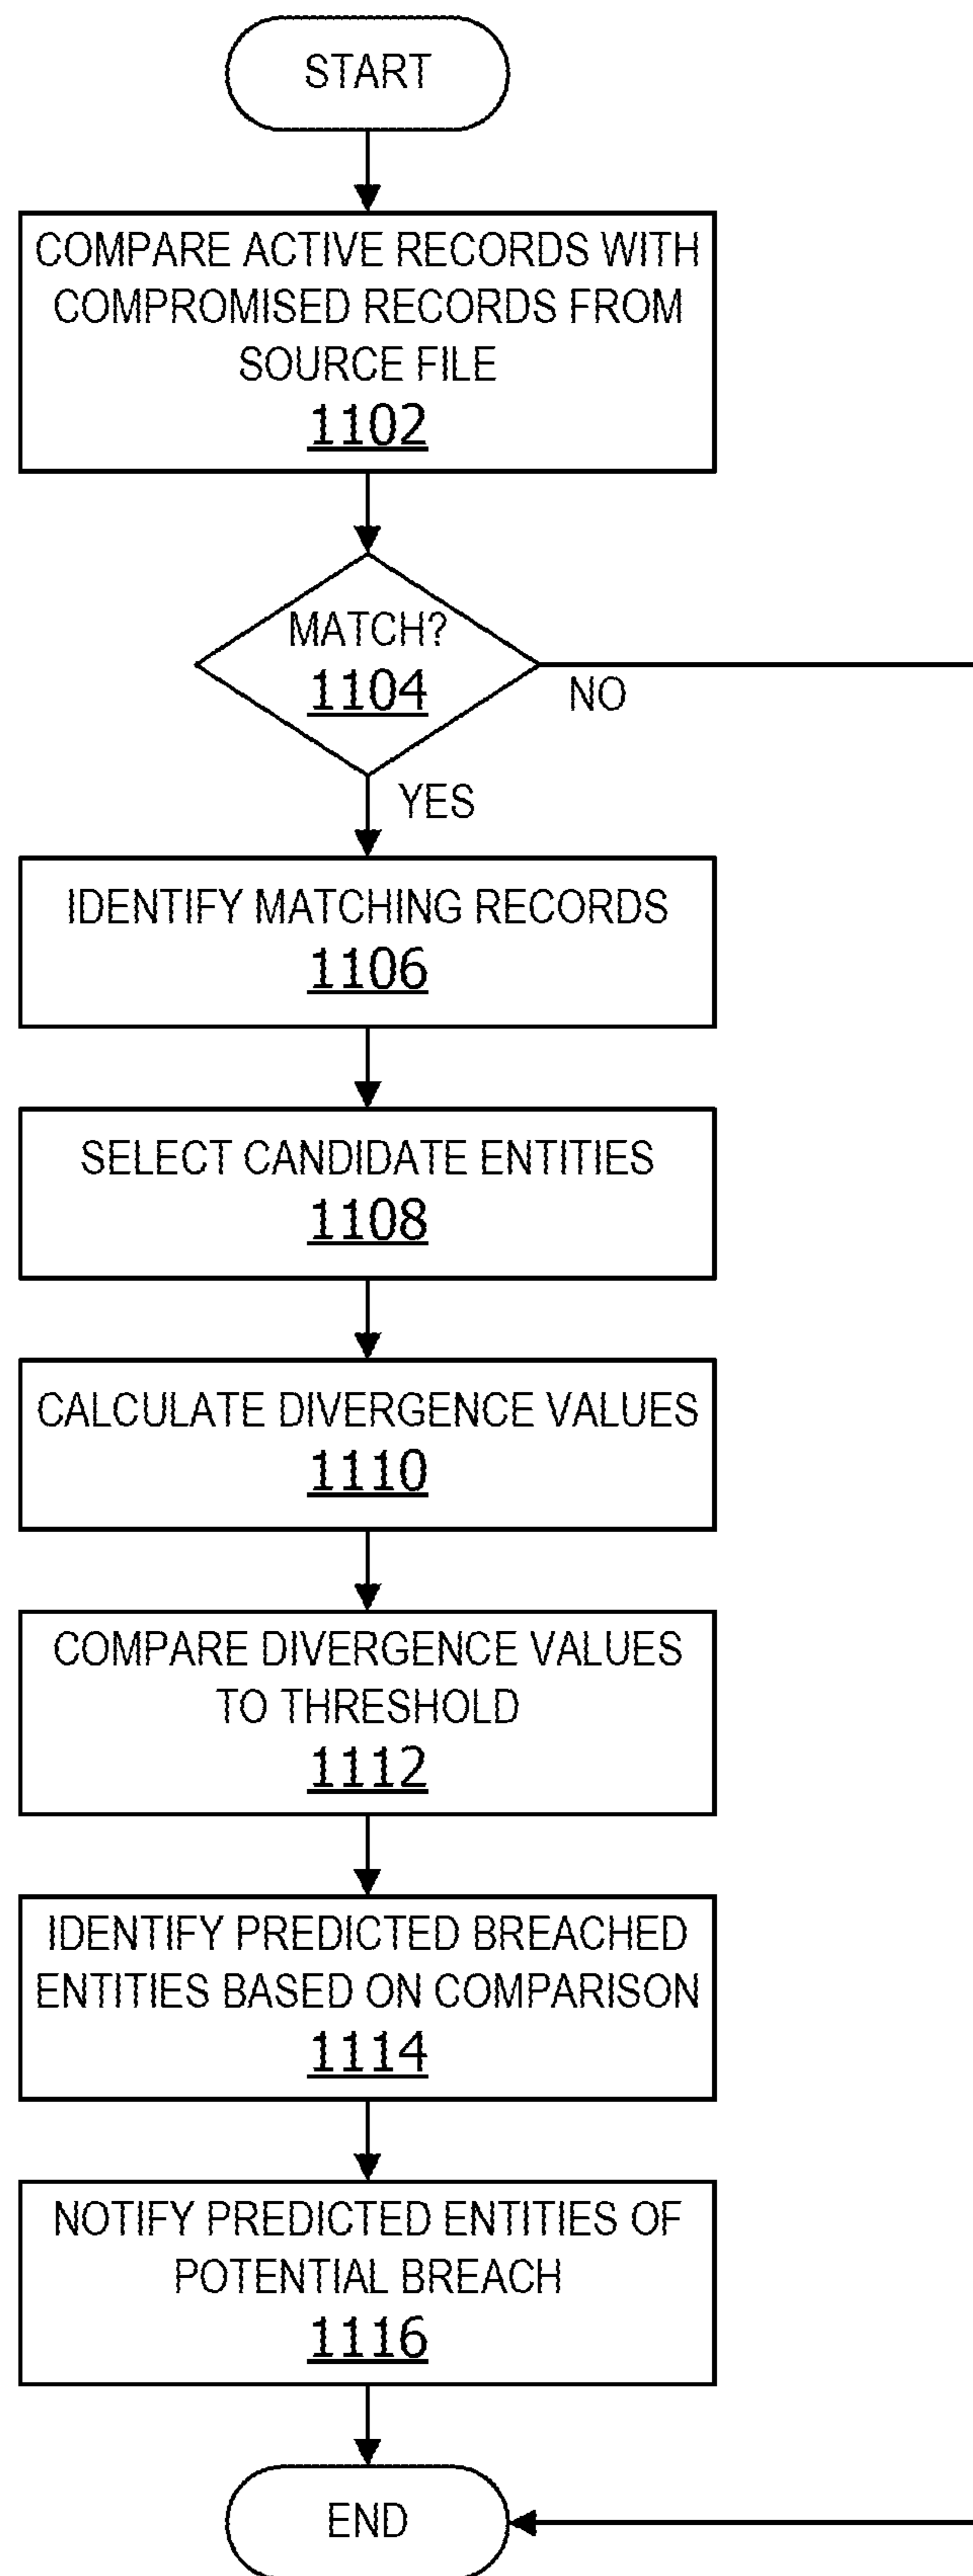 START
COMPARE ACTIVE RECORDS WITH
COMPROMISED RECORDS FROM
SOURCE FILE
1102
MATCH?
1104
NO
YES
IDENTIFY MATCHING RECORDS
1106
SELECT CANDIDATE ENTITIES
1108
CALCULATE DIVERGENCE VALUES
1110
COMPARE DIVERGENCE VALUES
TO THRESHOLD
1112
IDENTIFY PREDICTED BREACHED
ENTITIES BASED ON COMPARISON
1114
NOTIFY PREDICTED ENTITIES OF
POTENTIAL BREACH
1116
END